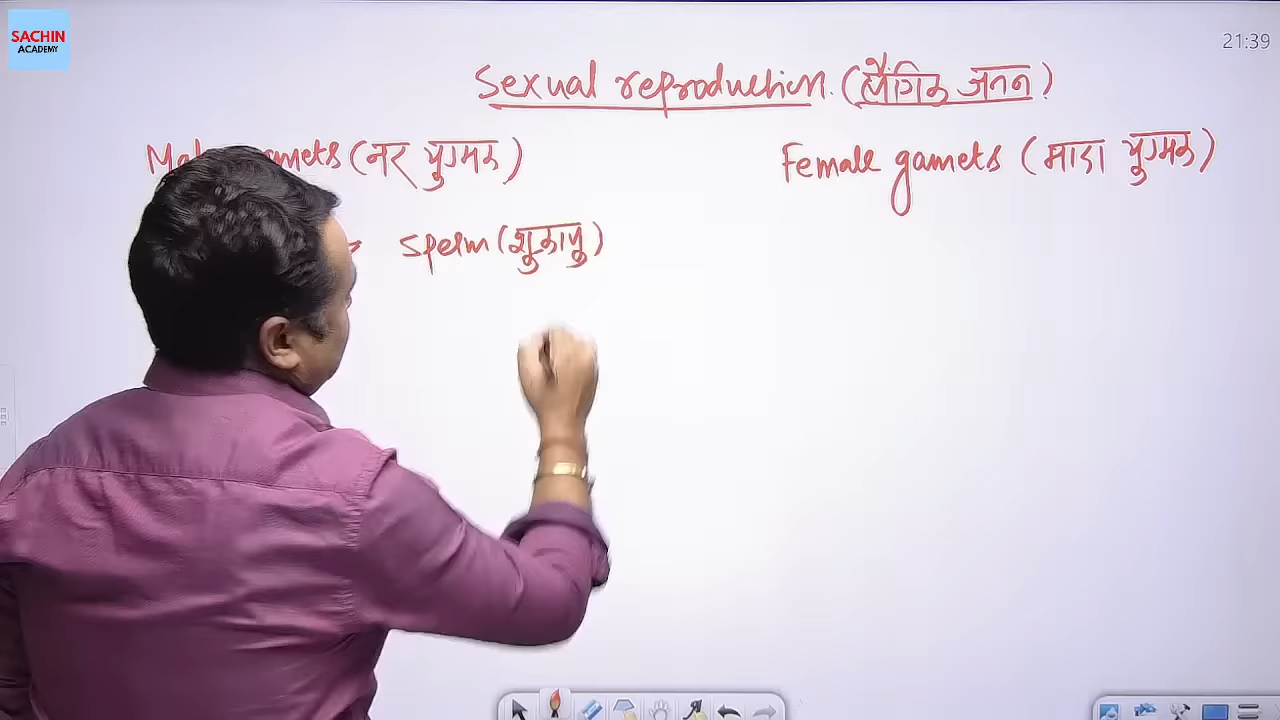 SACHIN
ACADEMY
21:39
Sexual reproduction (लैंगिक जनन)
gamets (नर युग्मक)
Female gamets (मादा युग्मक)
Sperm (शुक्राणु)